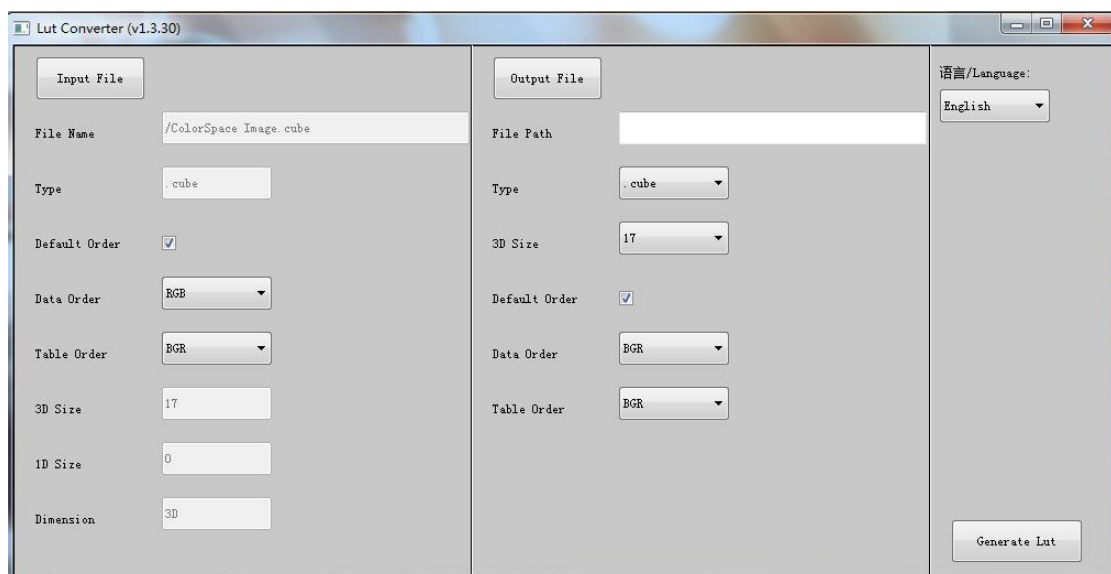 Lut Converter (v1.3.30)
Input File
File Name
/ColorSpace Image.cube
Type
.cube
Default Order
Data Order
RGB
Table Order
BGR
3D Size
17
1D Size
0
Dimension
3D
Output File
File Path
Type
.cube
3D Size
17
Default Order
Data Order
BGR
Table Order
BGR
语言/Language:
English
Generate Lut